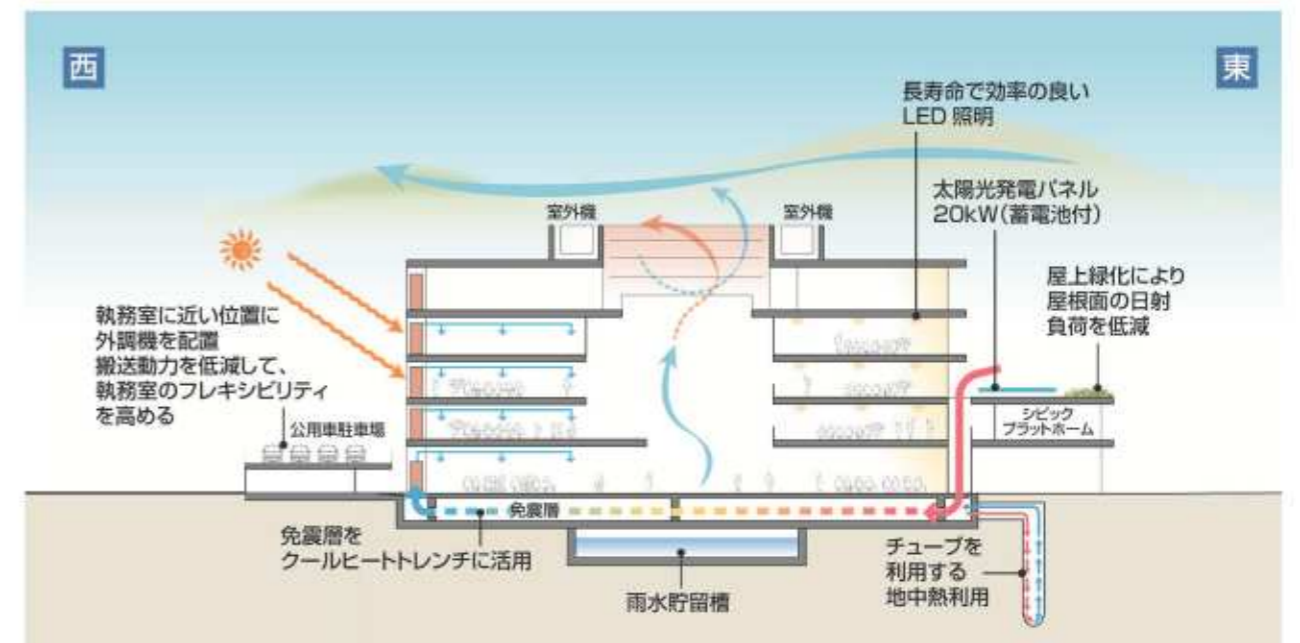 西
東
長寿命で効率の良い
LED 照明
太陽光発電パネル
20kW(蓄電池付)
室外機
室外機
屋上緑化により
屋根面の日射
負荷を低減
執務室に近い位置に
外調機を配置
搬送動力を低減して、
執務室のフレキシビリティ
を高める
公用車駐車場
シビック
プラットホーム
免震層
免震層を
クールヒートトレンチに活用
雨水貯留槽
チューブを
利用する
地中熱利用